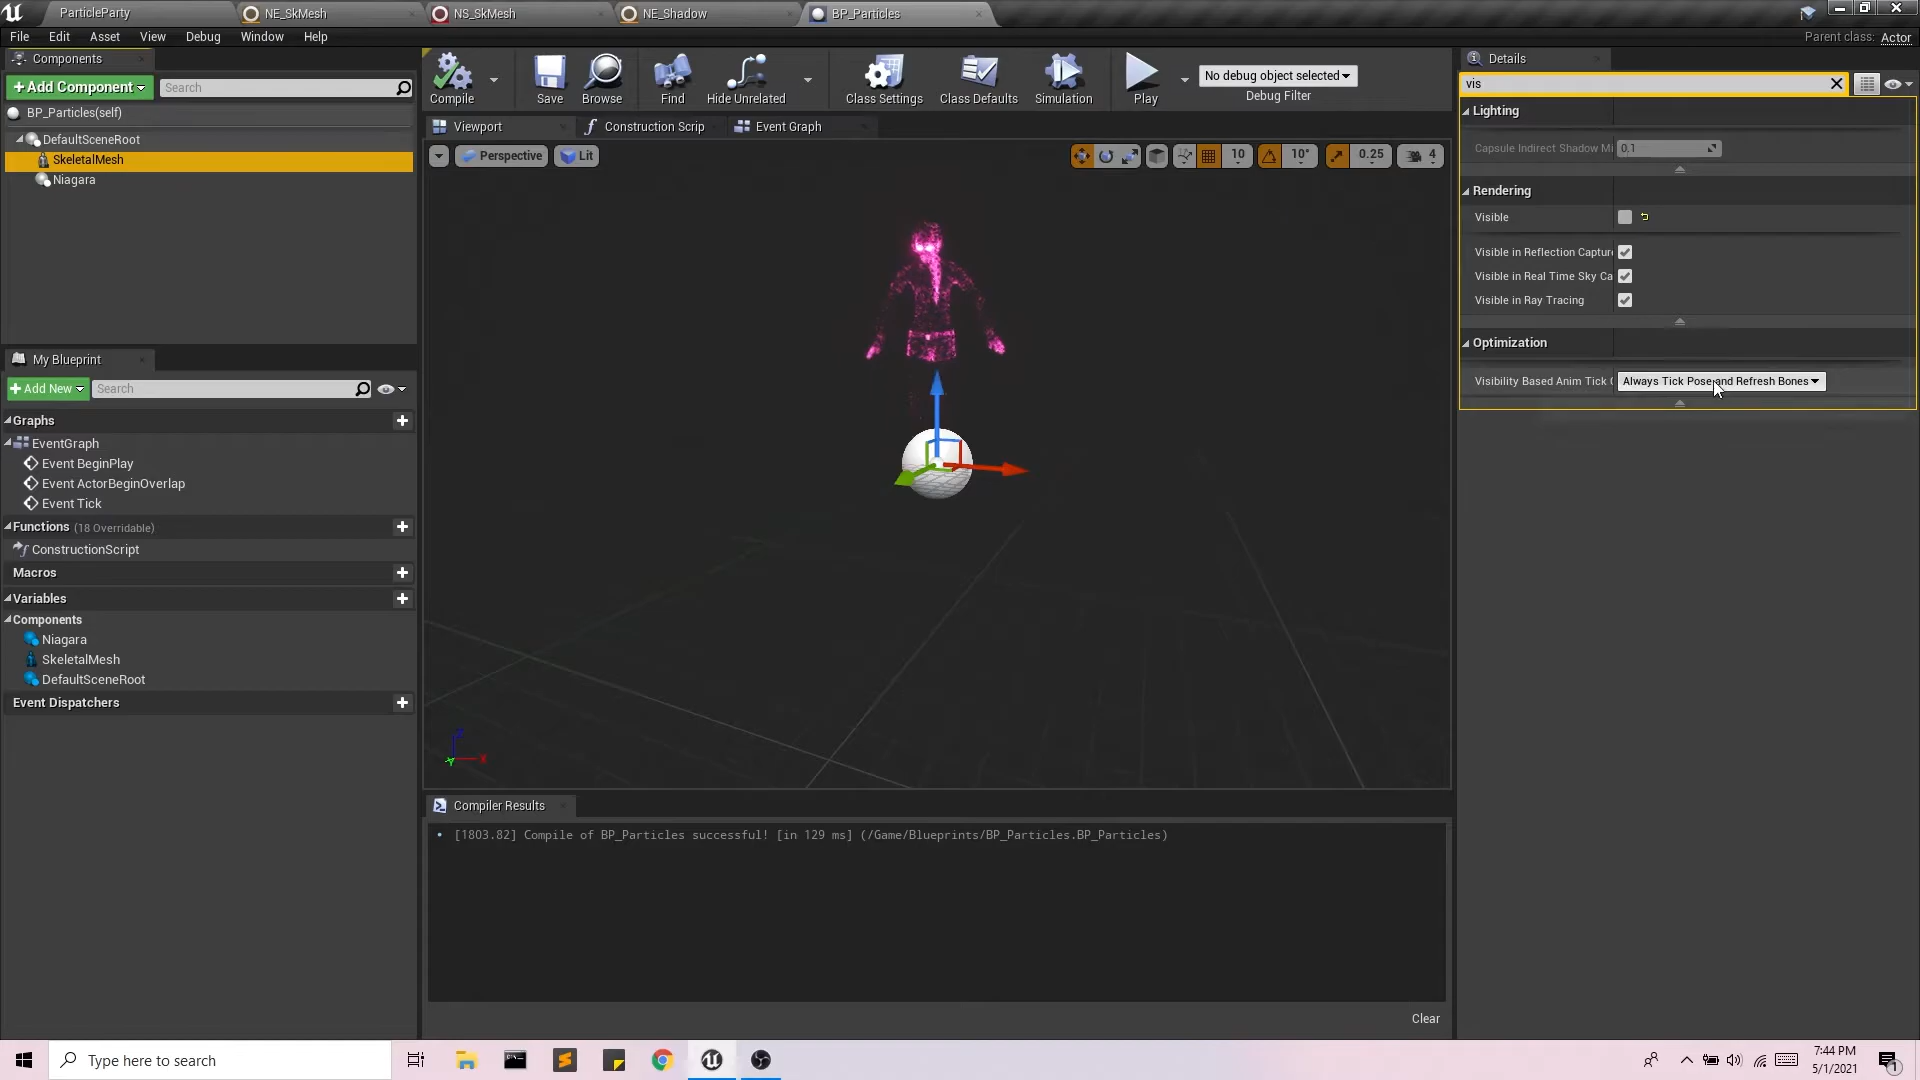 ParticleParty
NE_SkMesh
NS_SkMesh
NE_Shadow
BP_Particles
File
Edit
Asset
View
Debug
Window
Help
Parent class: Actor
Components
Add Component
Search
BP_Particles(self)
DefaultSceneRoot
SkeletalMesh
Niagara
My Blueprint
Add New
Search
Graphs
EventGraph
Event BeginPlay
Event ActorBeginOverlap
Event Tick
Functions (18 Overridable)
ConstructionScript
Macros
Variables
Components
Niagara
SkeletalMesh
DefaultSceneRoot
Event Dispatchers
Compile
Save
Browse
Find
Hide Unrelated
Class Settings
Class Defaults
Simulation
Play
No debug object selected
Debug Filter
Viewport
Construction Scrip
Event Graph
Perspective
Lit
10
10°
0.25
4
Z
X
Y
Compiler Results
[1803.82] Compile of BP_Particles successful! [in 129 ms] (/Game/Blueprints/BP_Particles.BP_Particles)
Clear
Details
vis
Lighting
Capsule Indirect Shadow Mi
0.1
Rendering
Visible
Visible in Reflection Capture
Visible in Real Time Sky Ca
Visible in Ray Tracing
Optimization
Visibility Based Anim Tick O
Always Tick Pose and Refresh Bones
Type here to search
7:44 PM
5/1/2021
1